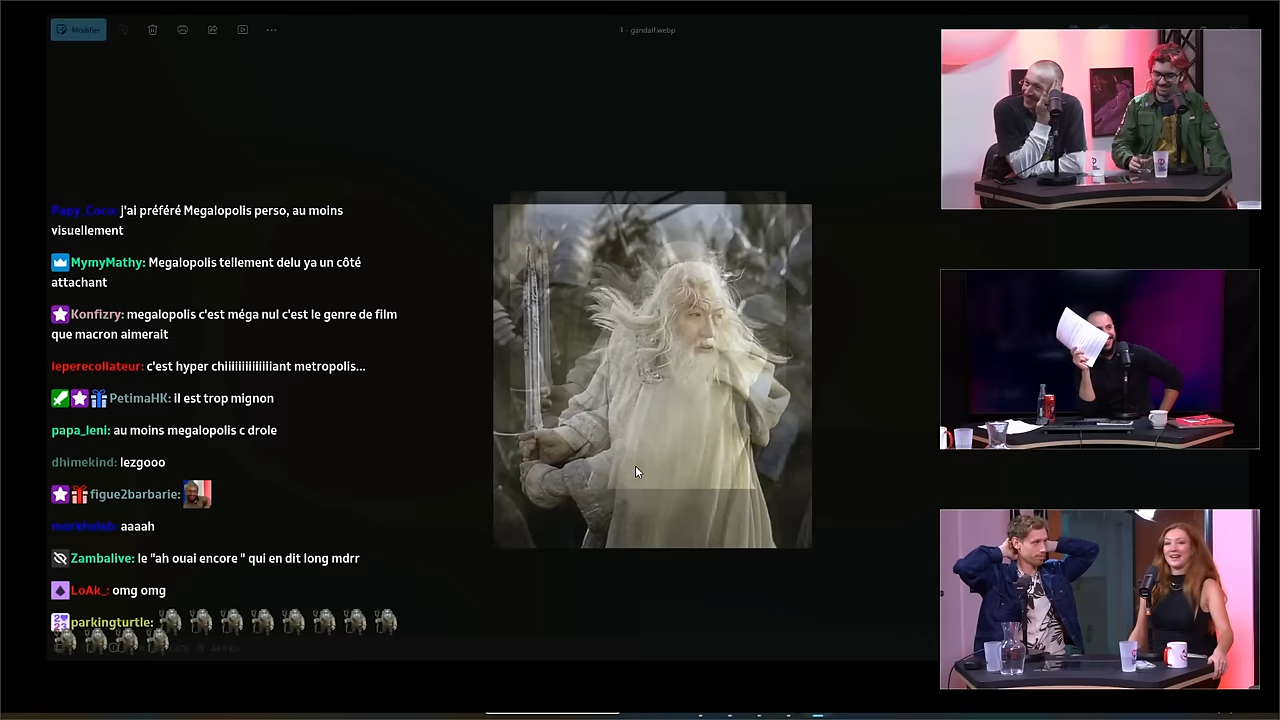 Modifier
1 - gandalf.webp
Papy_Coco: j'ai préféré Megalopolis perso, au moins
visuellement
MymyMathy: Megalopolis tellement delu ya un côté
attachant
Konfizry: megalopolis c'est méga nul c'est le genre de film
que macron aimerait
leperecollateur: c'est hyper chiiiiiiiiiiiiiiant metropolis...
PetimaHK: il est trop mignon
papa_leni: au moins megalopolis c drole
dhimekind: lezgooo
figue2barbarie:
aaaah
Zambalive: le "ah ouai encore " qui en dit long mdrr
LoAk_: omg omg
parkingturtle: